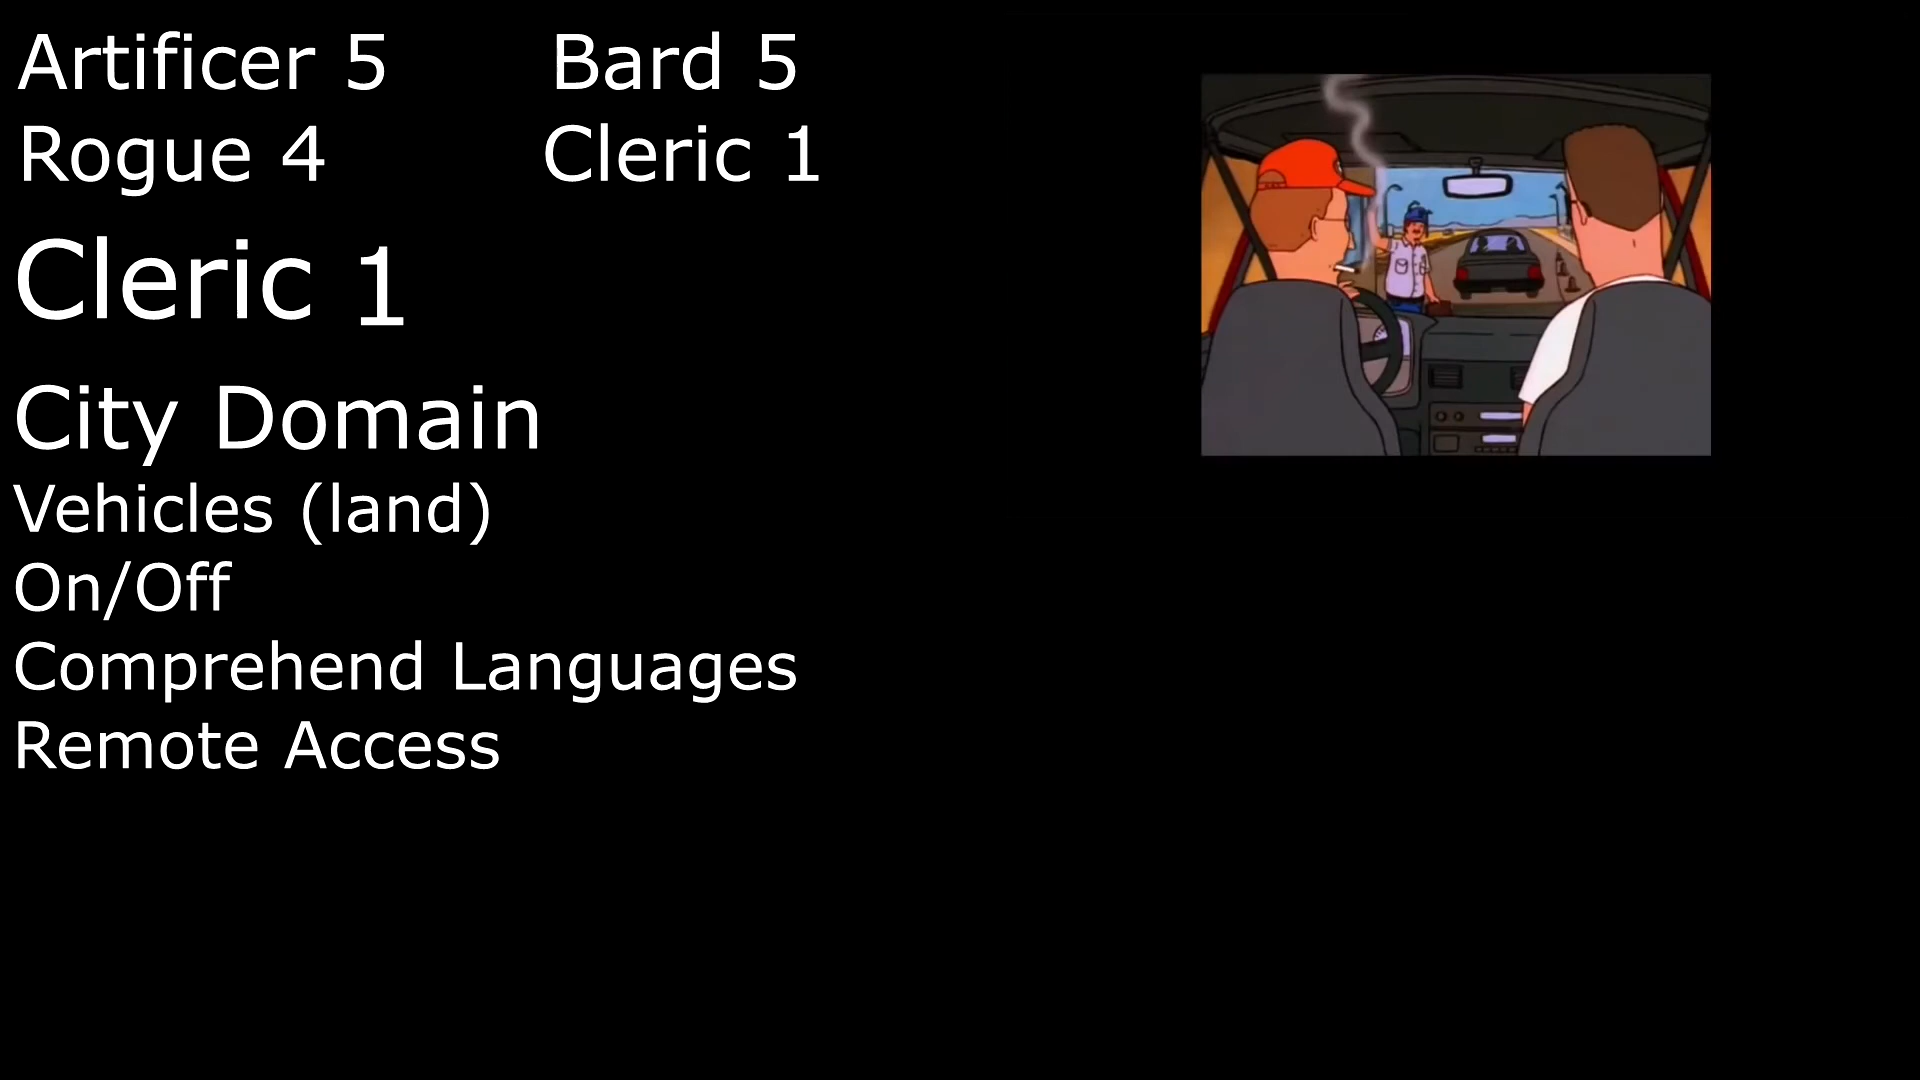 Artificer 5 Bard 5
Rogue 4 Cleric 1
Cleric 1
City Domain
Vehicles (land)
On/Off
Comprehend Languages
Remote Access